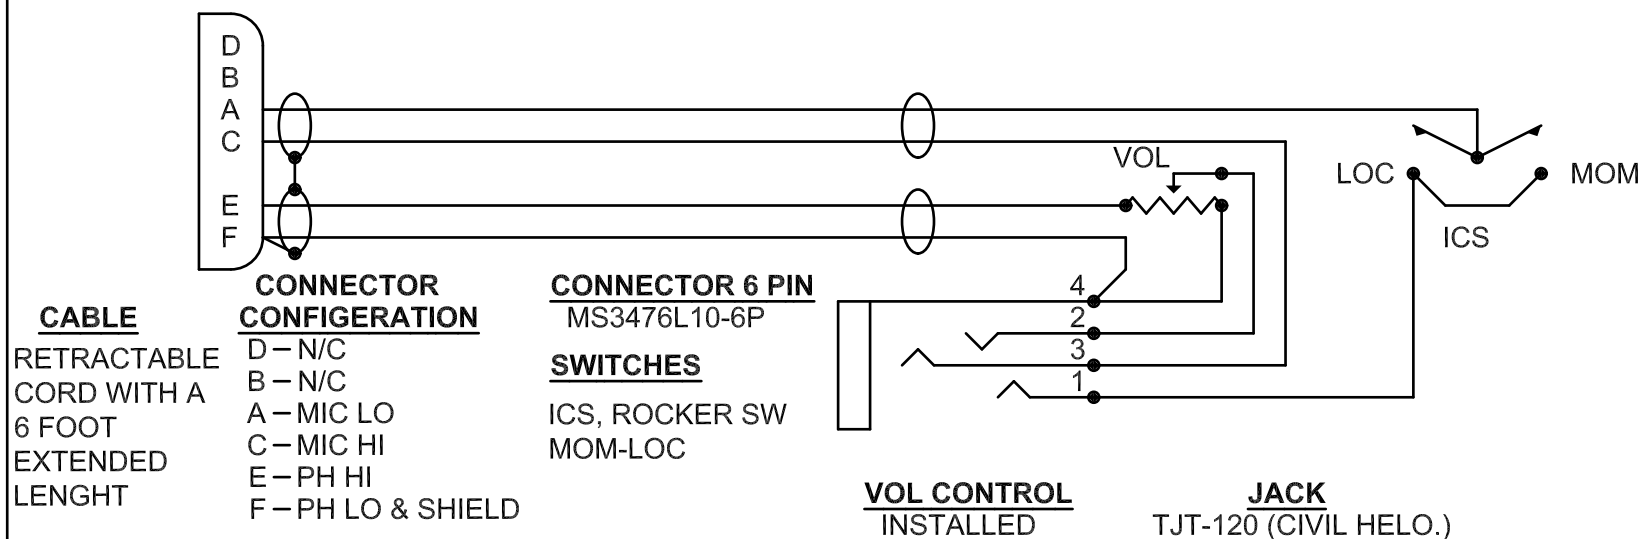 D
B
A
C
E
F
VOL
LOC
MOM
ICS
4
2
3
1
CABLE
RETRACTABLE
CORD WITH A
6 FOOT
EXTENDED
LENGHT
CONNECTOR
CONFIGERATION
D – N/C
B – N/C
A – MIC LO
C – MIC HI
E – PH HI
F – PH LO & SHIELD
CONNECTOR 6 PIN
MS3476L10-6P
SWITCHES
ICS, ROCKER SW
MOM-LOC
VOL CONTROL
INSTALLED
JACK
TJT-120 (CIVIL HELO.)